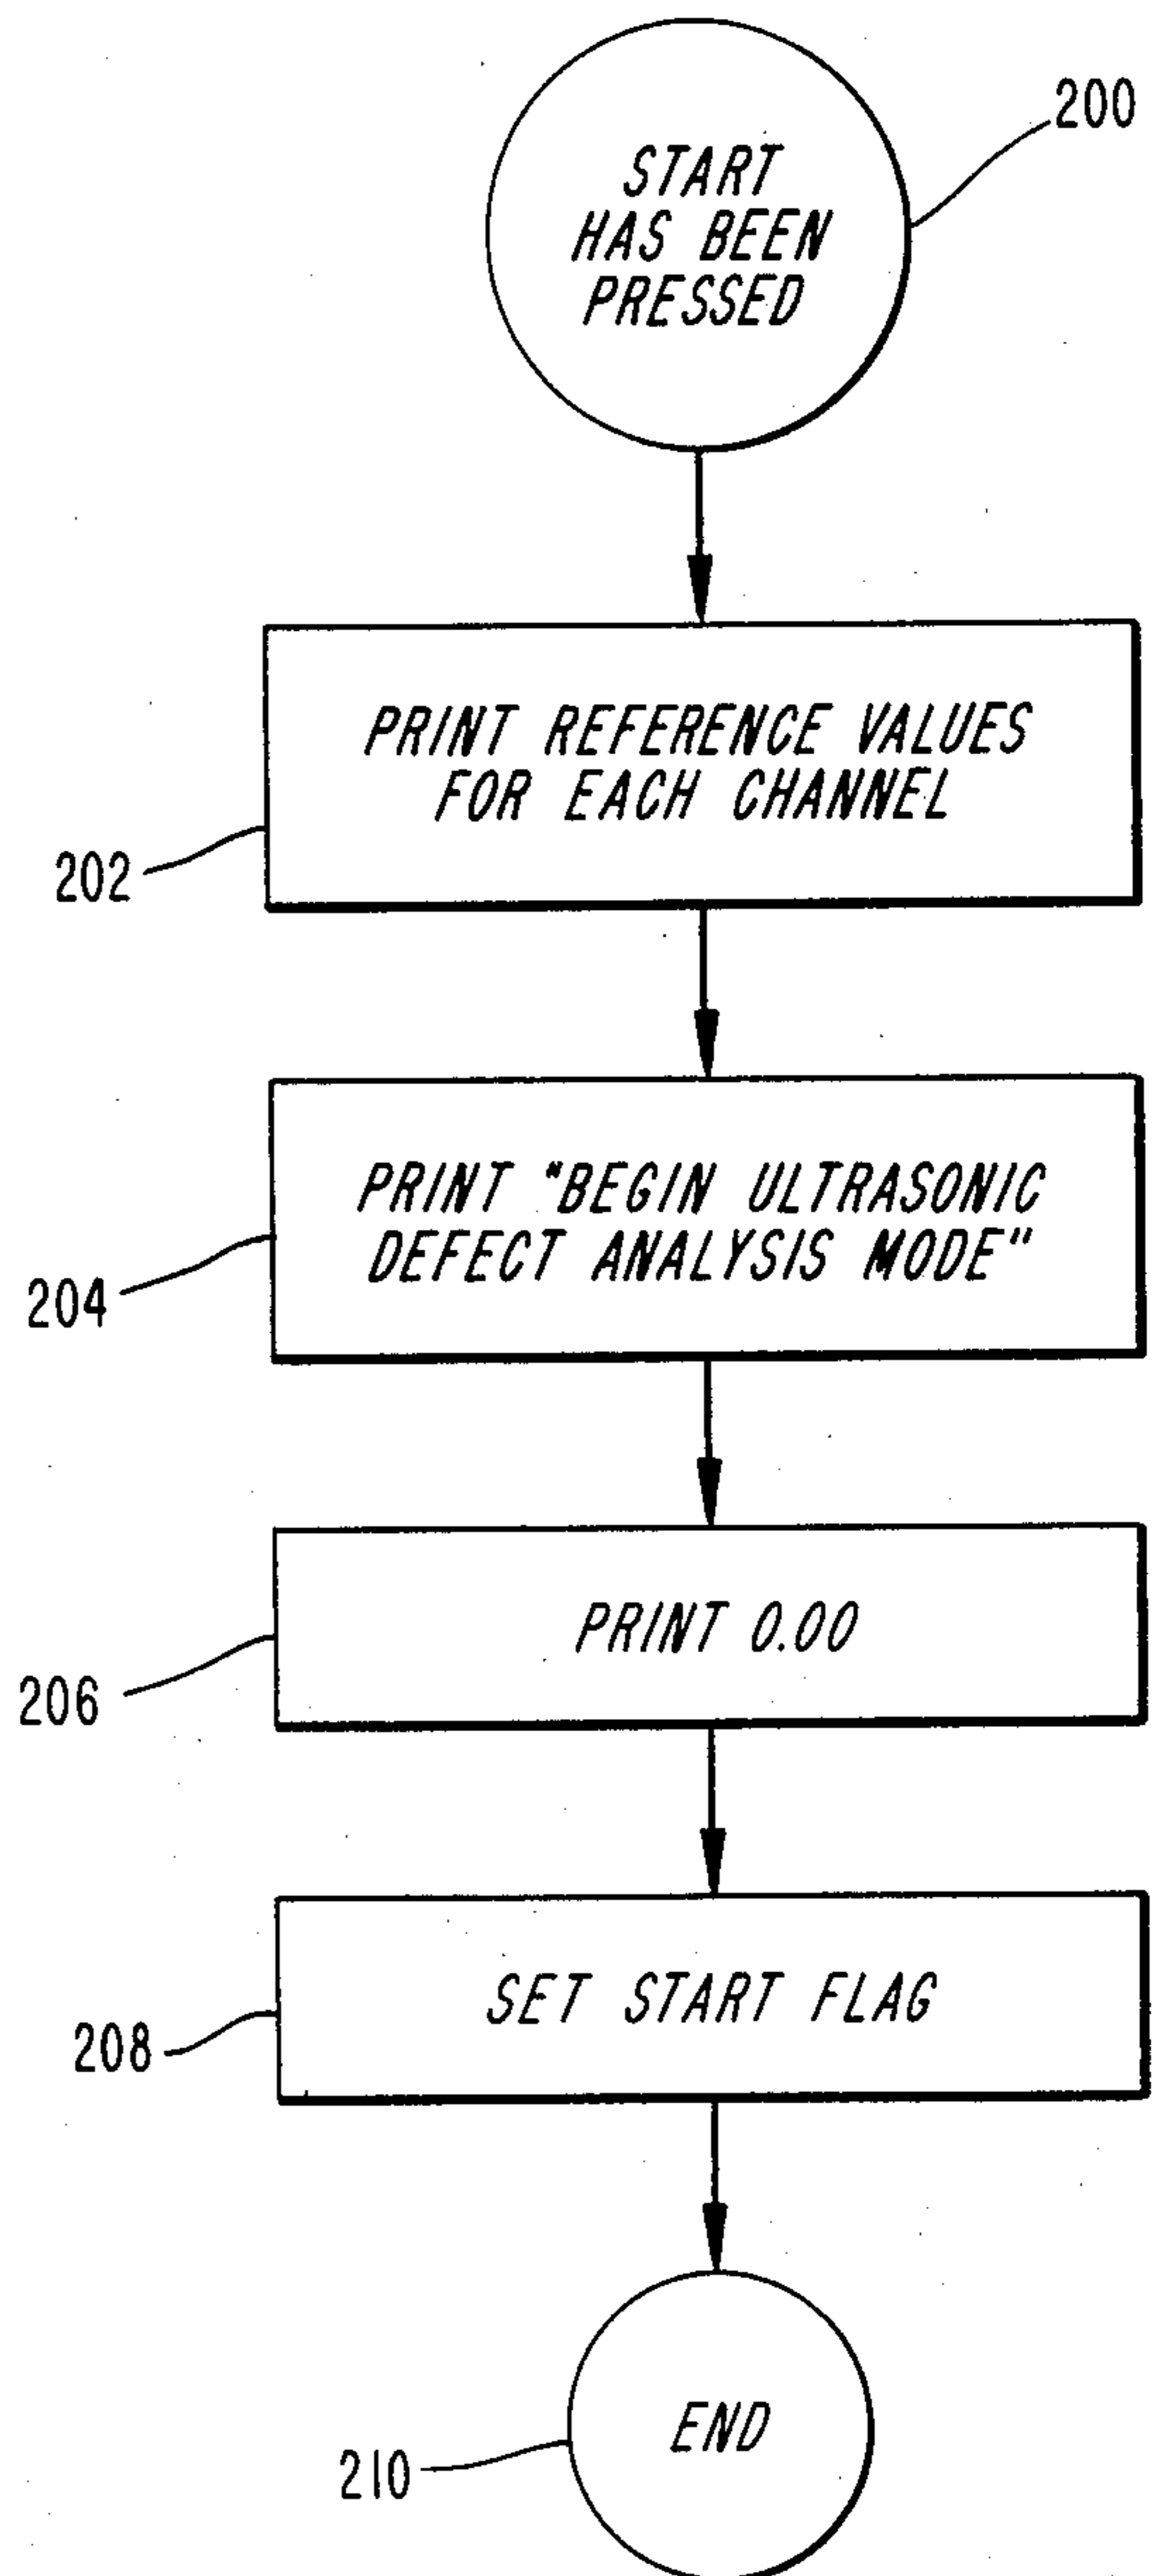 200
START
HAS BEEN
PRESSED
PRINT REFERENCE VALUES
FOR EACH CHANNEL
202
PRINT "BEGIN ULTRASONIC
DEFECT ANALYSIS MODE"
204
PRINT 0.00
206
SET START FLAG
208
END
210